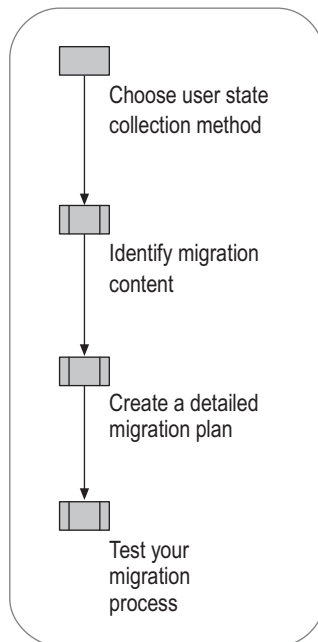 Choose user state
collection method
Identify migration
content
Create a detailed
migration plan
Test your
migration
process